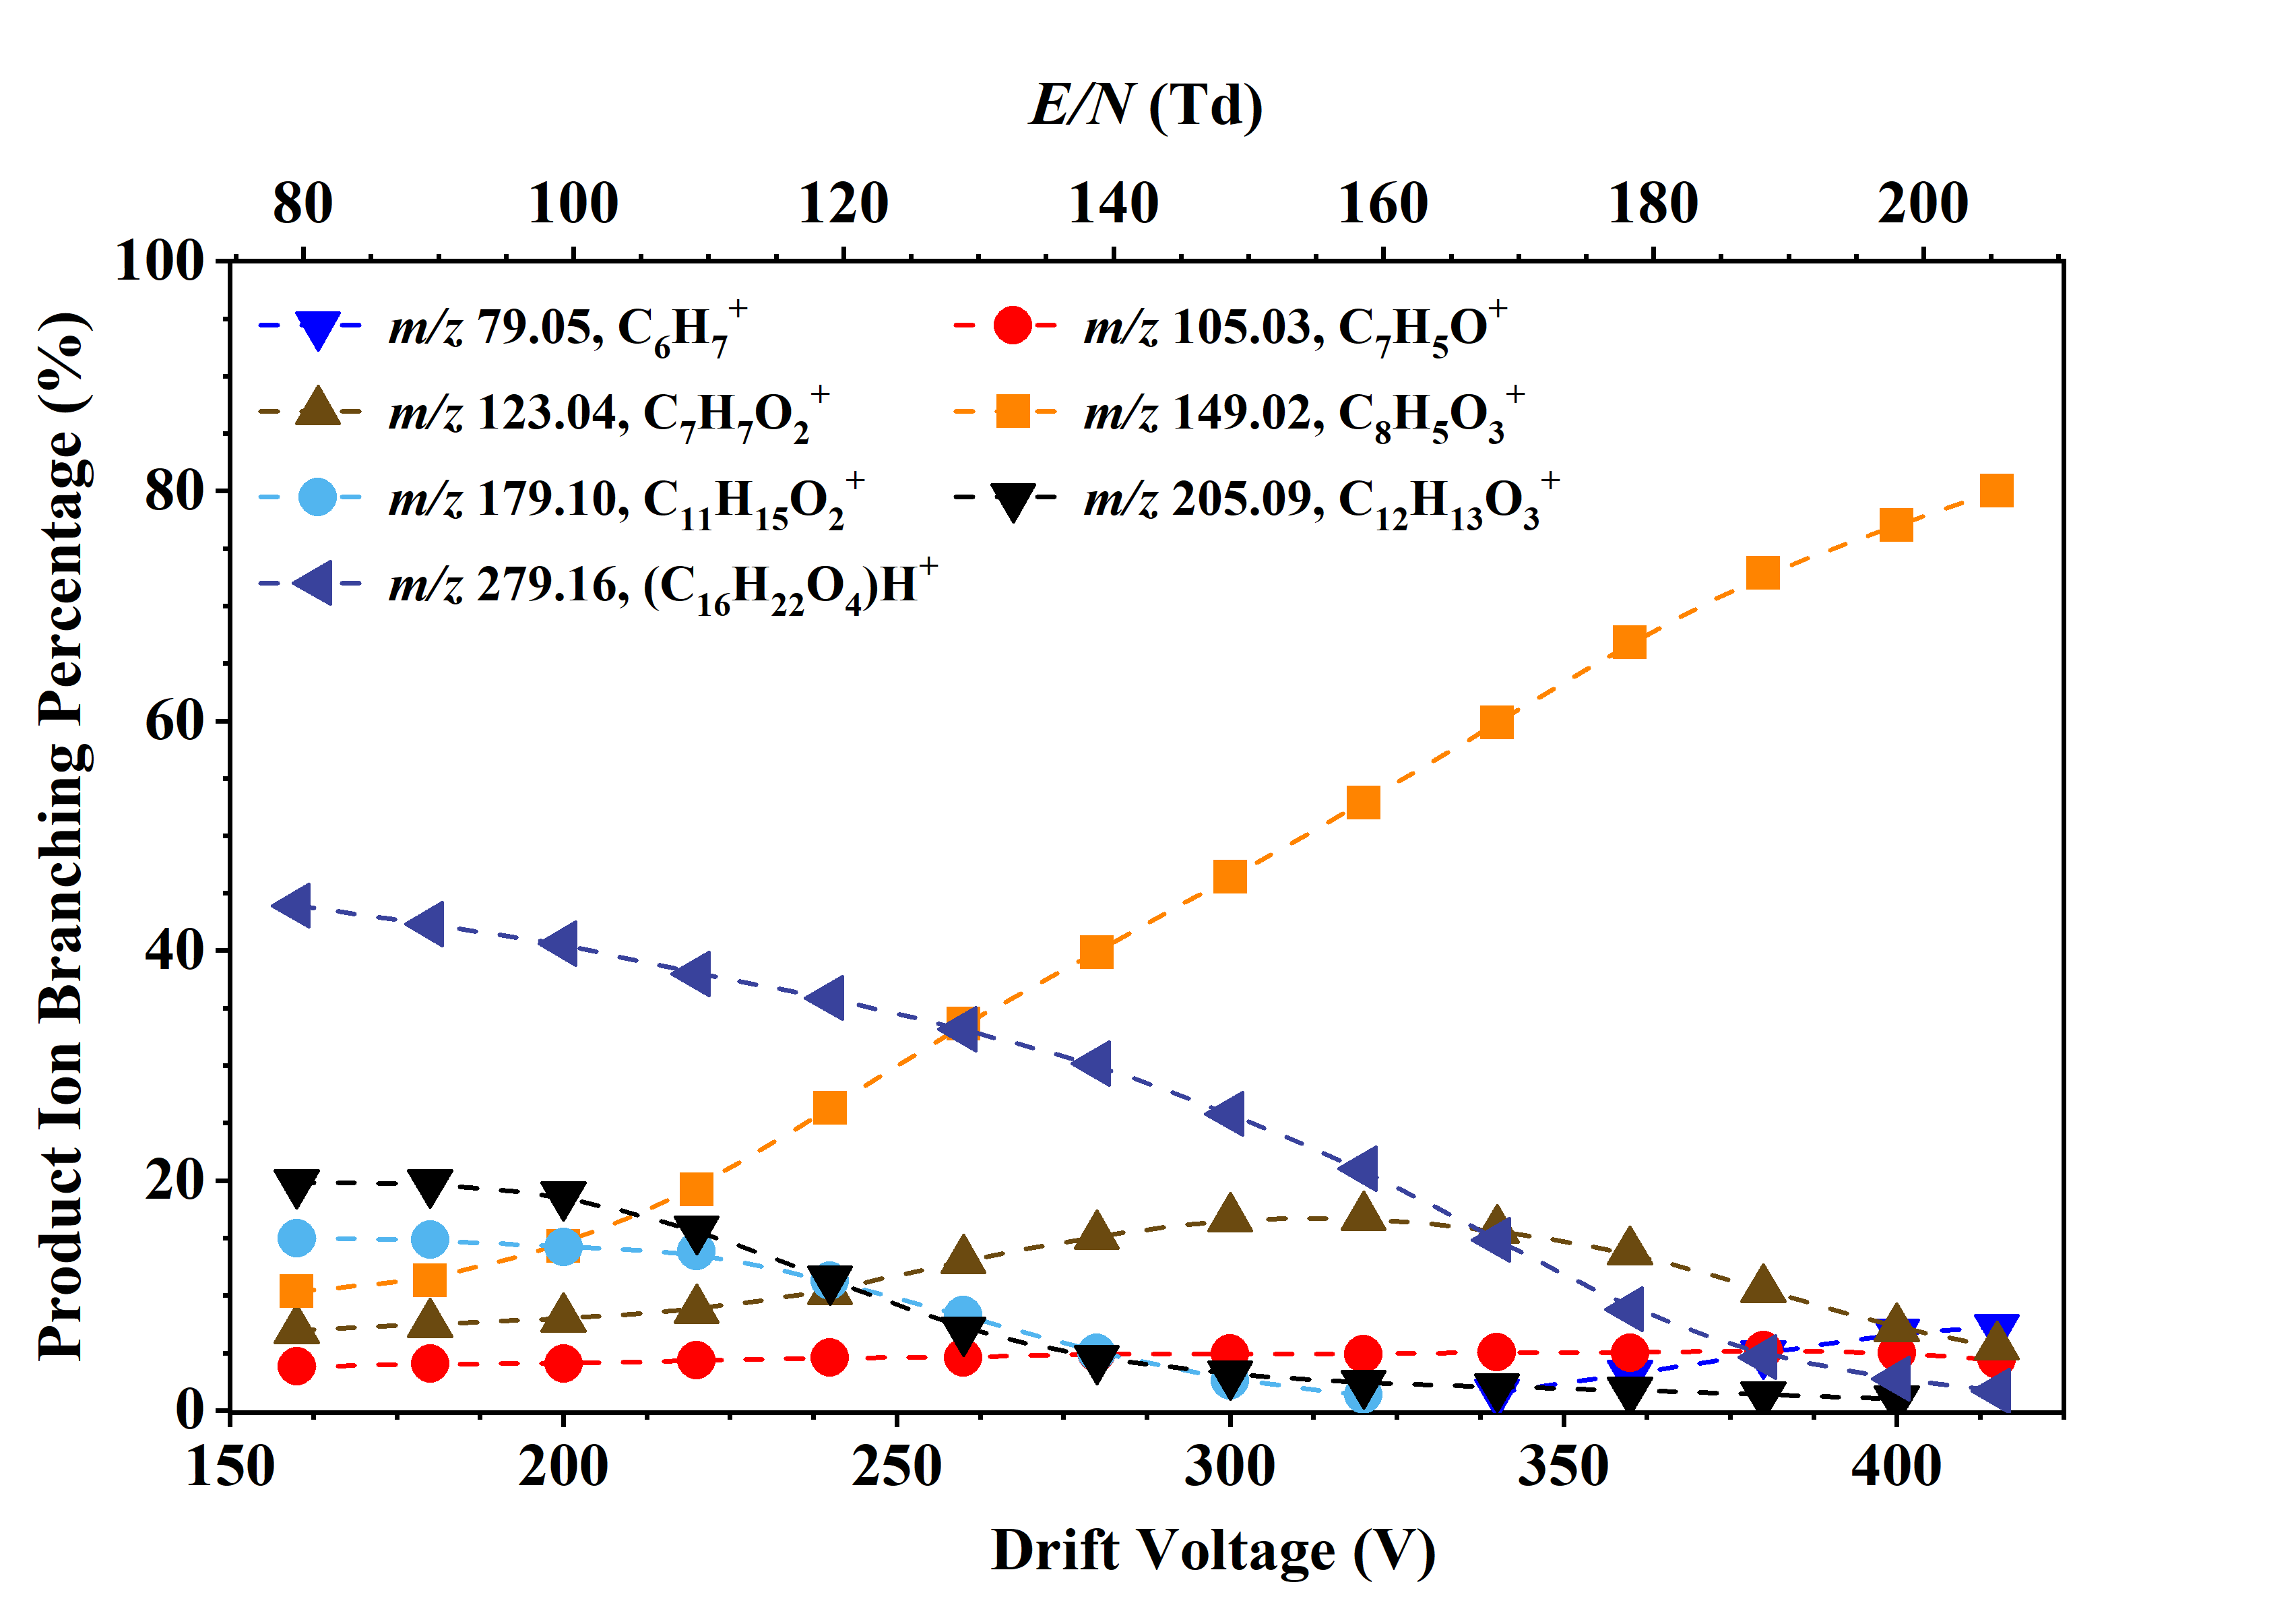 E/N (Td)
80 100 120 140 160 180 200
100
80
60
40
20
0
Product Ion Branching Percentage (%)
m/z 79.05, C₆H₇⁺ m/z 105.03, C₇H₅O⁺
m/z 123.04, C₇H₇O₂⁺ m/z 149.02, C₈H₅O₃⁺
m/z 179.10, C₁₁H₁₅O₂⁺ m/z 205.09, C₁₂H₁₃O₃⁺
m/z 279.16, (C₁₆H₂₂O₄)H⁺
150 200 250 300 350 400
Drift Voltage (V)